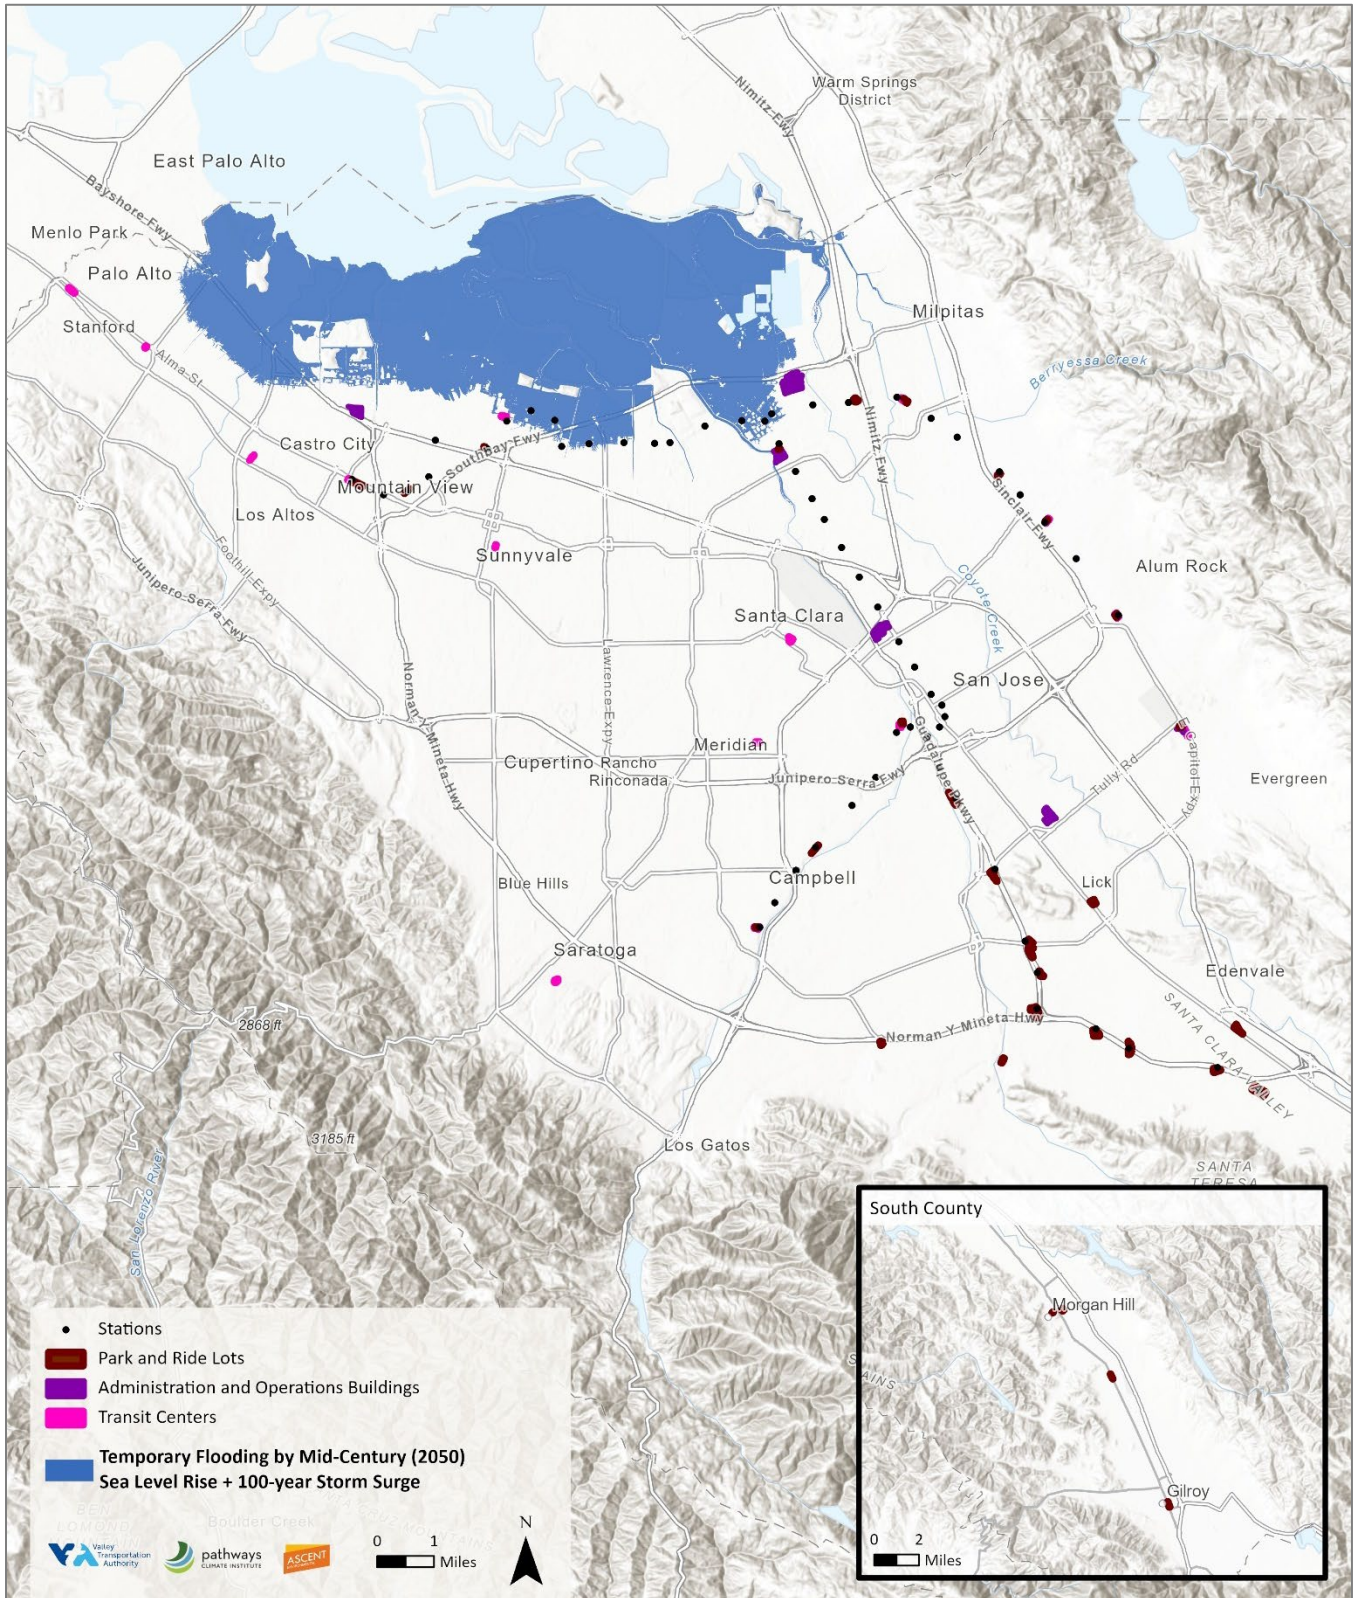 Warm Springs
District
Nimitz Fwy
East Palo Alto
Bayshore Fwy
Menlo Park
Palo Alto
Stanford
Alma St
Milpitas
Berryessa Creek
Nimitz Fwy
Castro City
Southbay Fwy
Mountain View
Los Altos
Sinclair Fwy
Sunnyvale
Foothill Expy
Junipero Serra Fwy
Alum Rock
Coyote Creek
Santa Clara
Lawrence Expy
Norman Y Mineta Hwy
San Jose
Meridian
Guadalupe Pkwy
E Capitol Expy
Cupertino
Rancho
Rinconada
Junipero Serra Fwy
Tully Rd
Evergreen
Blue Hills
Campbell
Lick
Saratoga
Edenvale
2868 ft
SANTA CLARA VALLEY
Norman Y Mineta Hwy
3185 ft
Los Gatos
San Lorenzo River
SANTA
TERESA
South County
Morgan Hill
Gilroy
0 2
Miles
AINS
Stations
Park and Ride Lots
Administration and Operations Buildings
Transit Centers
Temporary Flooding by Mid-Century (2050)
Sea Level Rise + 100-year Storm Surge
BEN
LOMOND
Boulder Creek
VTA
Valley
Transportation
Authority
pathways
CLIMATE INSTITUTE
ASCENT
0 1
Miles
N